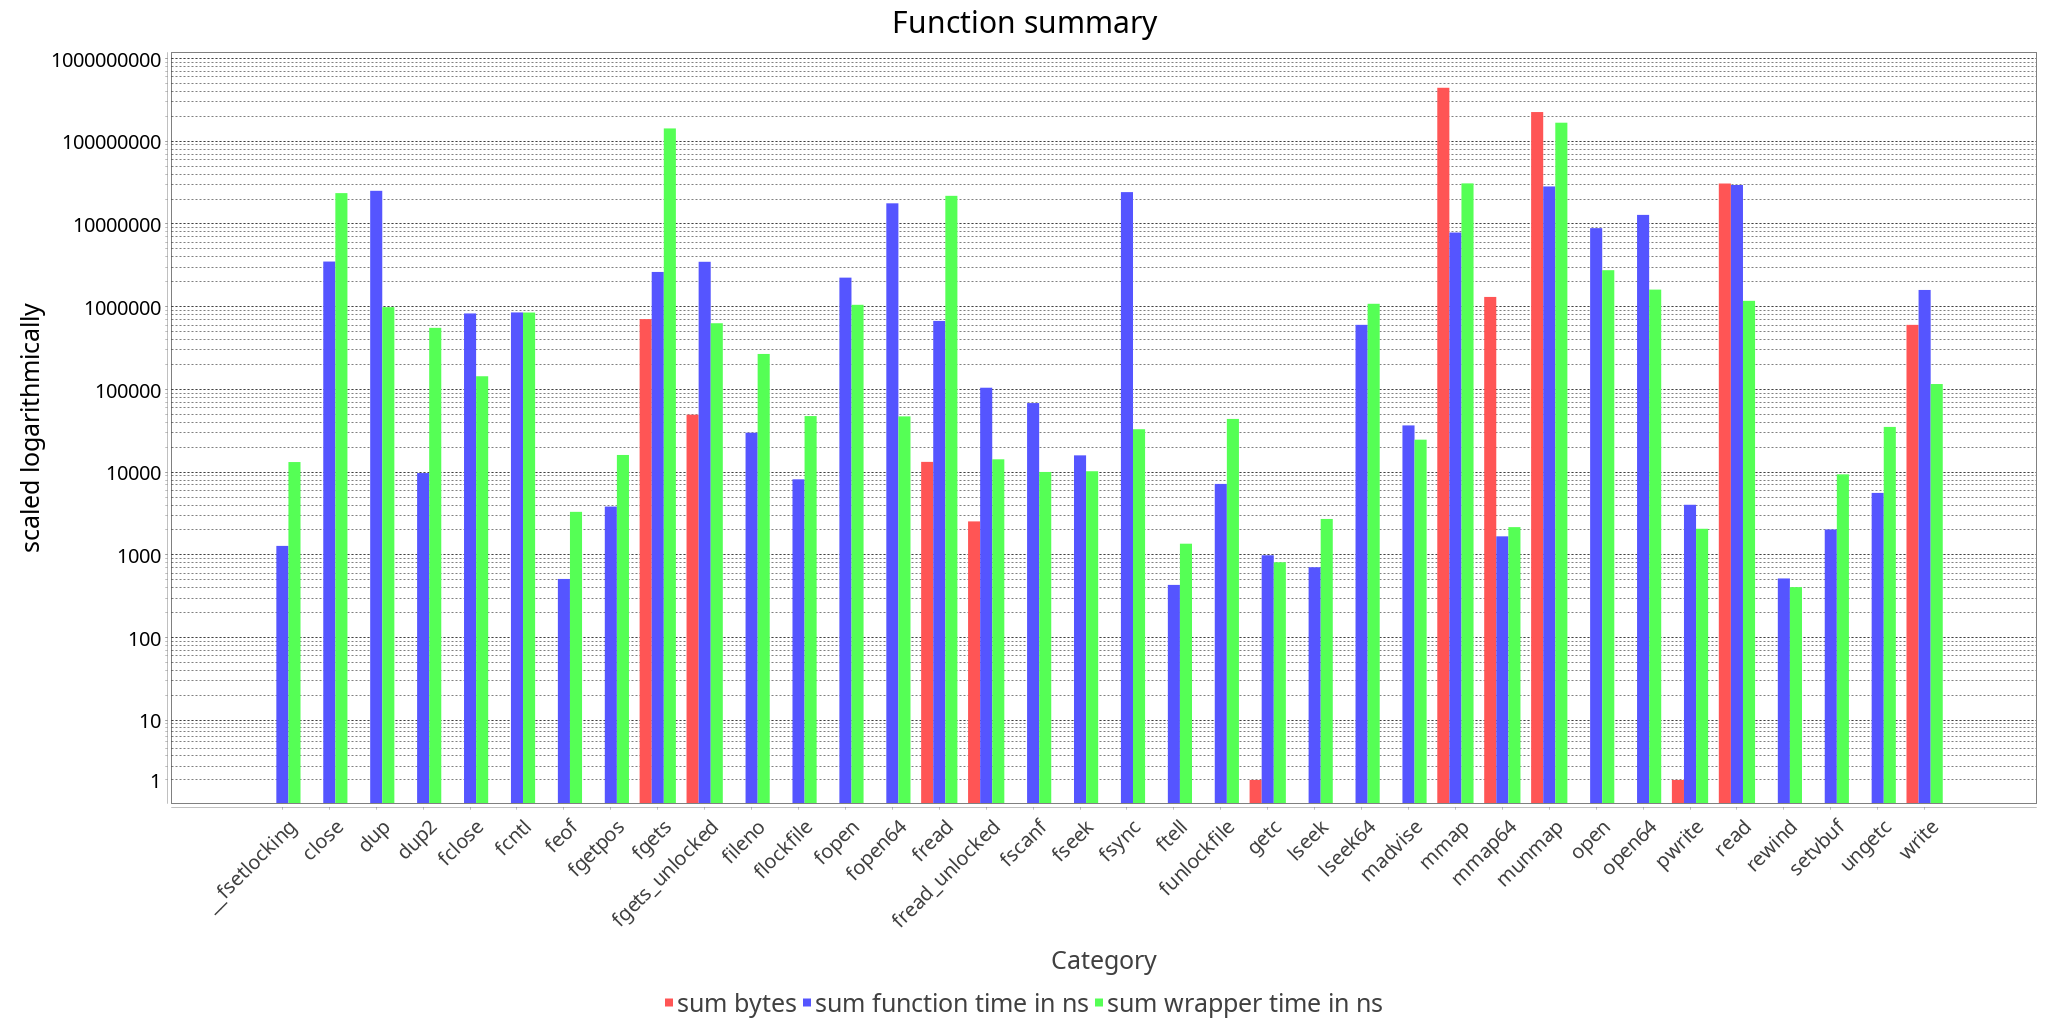 Function summary
1000000000
100000000
10000000
1000000
100000
10000
1000
100
10
1
scaled logarithmically
__fsetlocking
close
dup
dup2
fclose
fcntl
feof
fgetpos
fgets
fgets_unlocked
fileno
flockfile
fopen
fopen64
fread
fread_unlocked
fscanf
fseek
fsync
ftell
funlockfile
getc
lseek
lseek64
madvise
mmap
mmap64
munmap
open
open64
pwrite
read
rewind
setvbuf
ungetc
write
Category
sum bytes sum function time in ns sum wrapper time in ns